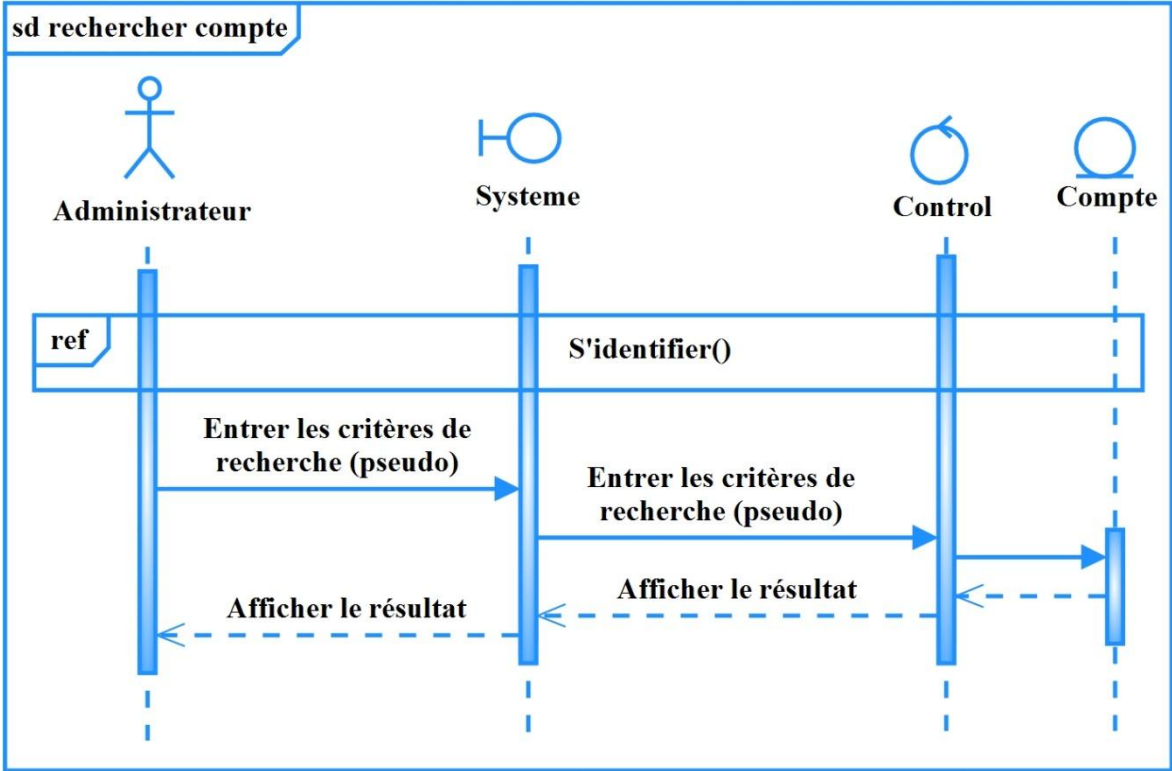 sd rechercher compte
Administrateur
Systeme
Control
Compte
ref
S'identifier()
Entrer les critères de
recherche (pseudo)
Entrer les critères de
recherche (pseudo)
Afficher le résultat
Afficher le résultat